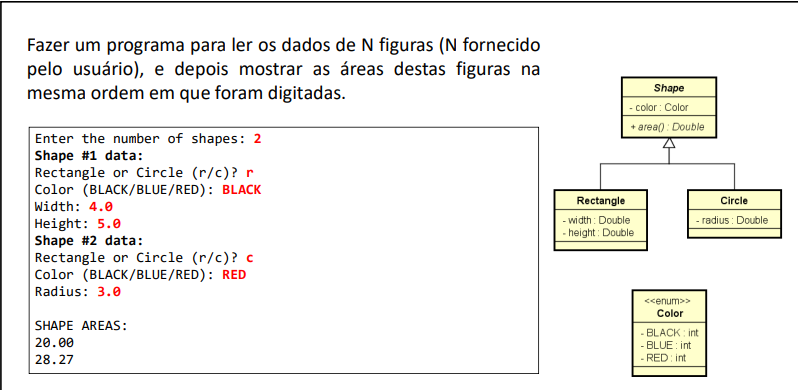 Fazer um programa para ler os dados de N figuras (N fornecido
pelo usuário), e depois mostrar as áreas destas figuras na
mesma ordem em que foram digitadas.
Enter the number of shapes: 2
Shape #1 data:
Rectangle or Circle (r/c)? r
Color (BLACK/BLUE/RED): BLACK
Width: 4.0
Height: 5.0
Shape #2 data:
Rectangle or Circle (r/c)? c
Color (BLACK/BLUE/RED): RED
Radius: 3.0
SHAPE AREAS:
20.00
28.27
Shape
- color : Color
+ area() : Double
Rectangle
- width : Double
- height : Double
Circle
- radius : Double
<<enum>>
Color
- BLACK : int
- BLUE : int
- RED : int